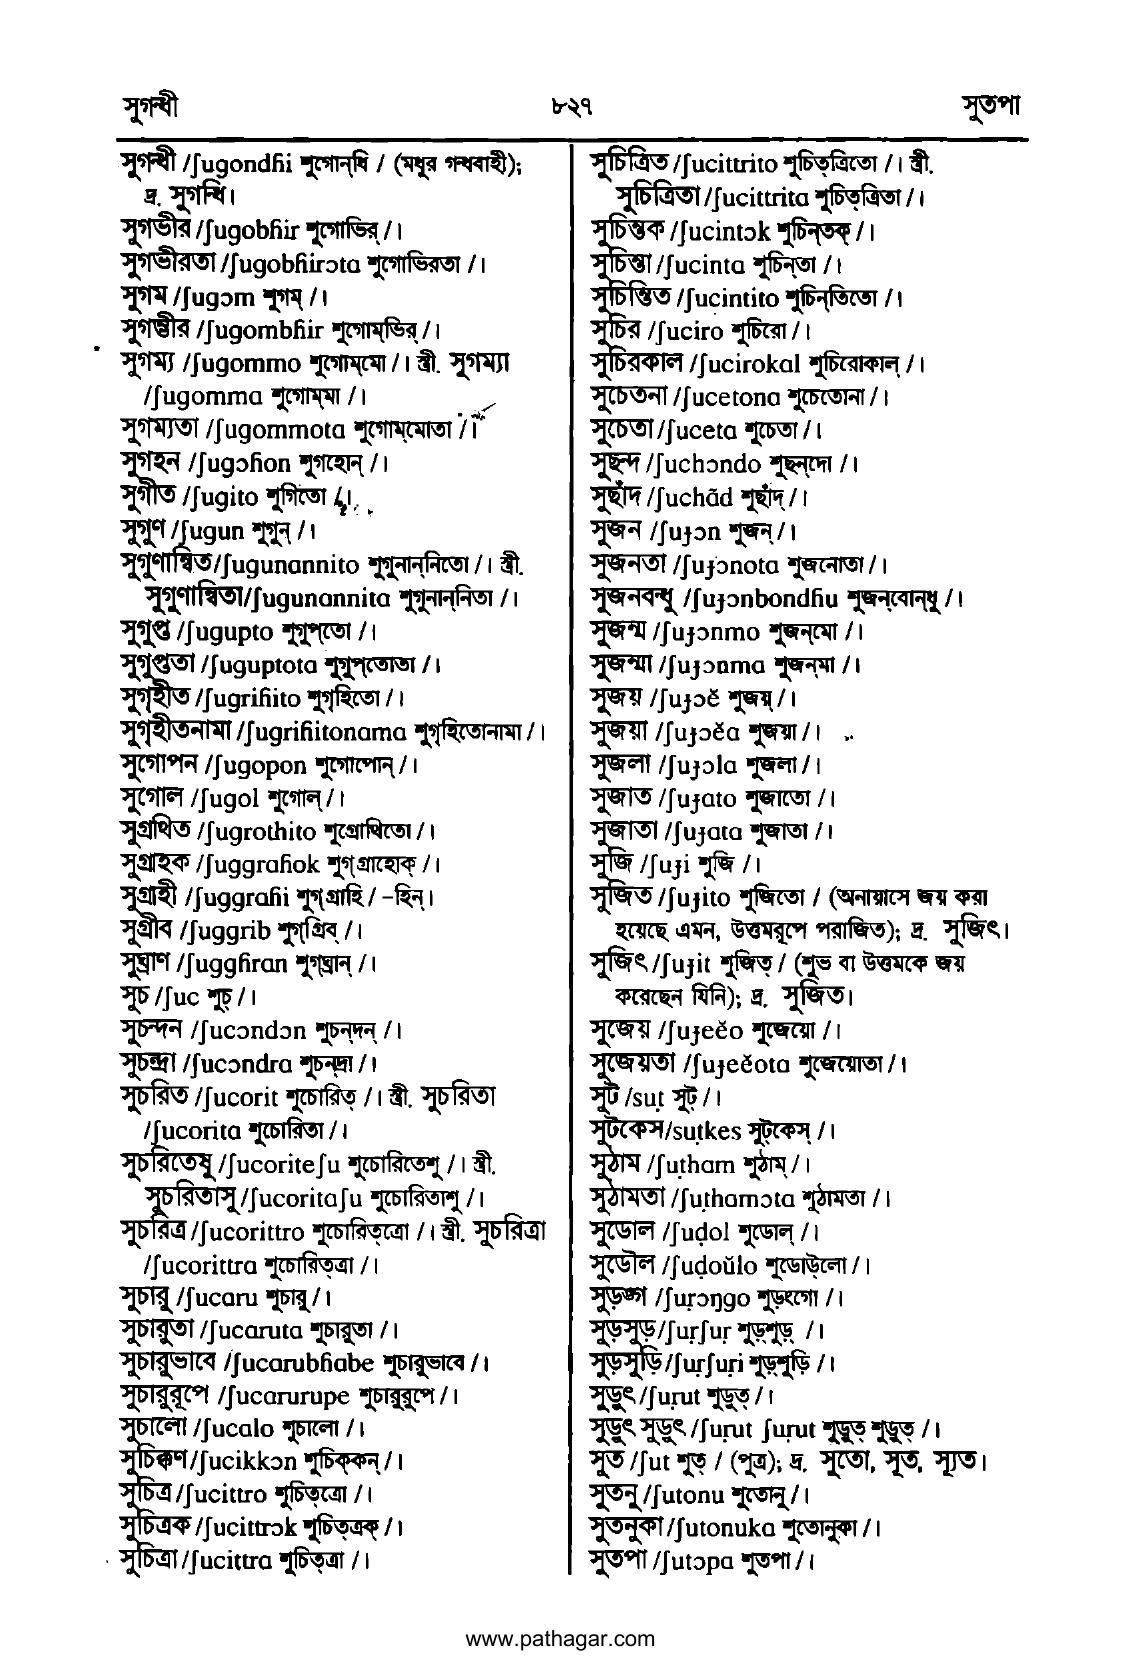 সুগন্ধী ৮২৭ সুতপা
সুগন্ধী /ʃugondɦi শুগোন্‌ধি / (মধুর গন্ধবাহী);
দ্র. সুগন্ধি।
সুগভীর /ʃugobɦir শুগোভির্ /।
সুগভীরতা /ʃugobɦirɔta শুগোভিরতা /।
সুগম /ʃugɔm শুগম্ /।
সুগম্ভীর /ʃugombɦir শুগোম্‌ভির্ /।
সুগম্য /ʃugommo শুগোম্‌মো /। স্ত্রী. সুগম্যা
/ʃugomma শুগোম্‌মা /।
সুগম্যতা /ʃugommota শুগোম্‌মোতা /।
সুগহন /ʃugɔɦon শুগহোন্ /।
সুগীত /ʃugito শুগিতো /।
সুগুণ /ʃugun শুগুন্ /।
সুগুণান্বিত/ʃugunannito শুগুনান্‌নিতো /। স্ত্রী.
সুগুণান্বিতা/ʃugunannita শুগুনান্‌নিতা /।
সুগুপ্ত /ʃugupto শুগুপ্‌তো /।
সুগুপ্ততা /ʃuguptota শুগুপ্‌তোতা /।
সুগৃহীত /ʃugriɦito শুগৃহিতো /।
সুগৃহীতনামা /ʃugriɦitonama শুগৃহিতোনামা /।
সুগোপন /ʃugopon শুগোপোন্ /।
সুগোল /ʃugol শুগোল্ /।
সুগ্রথিত /ʃugrothito শুগ্রোথিতো /।
সুগ্রাহক /ʃuggraɦok শুগ্‌গ্রাহোক্ /।
সুগ্রাহী /ʃuggraɦi শুগ্‌গ্রাহি / -হিন্।
সুগ্রীব /ʃuggrib শুগ্‌গ্রিব্ /।
সুঘ্রাণ /ʃuggɦran শুগ্‌ঘ্রান্ /।
সুচ /ʃuc শুচ্ /।
সুচন্দন /ʃucɔndɔn শুচন্‌দন্ /।
সুচন্দ্রা /ʃucɔndra শুচন্‌দ্রা /।
সুচরিত /ʃucorit শুচোরিত্ /। স্ত্রী. সুচরিতা
/ʃucorita শুচোরিতা /।
সুচরিতেষু /ʃucoriteʃu শুচোরিতেশু /। স্ত্রী.
সুচরিতাসু /ʃucoritaʃu শুচোরিতাশু /।
সুচরিত্র /ʃucorittro শুচোরিত্‌ত্রো /। স্ত্রী. সুচরিত্রা
/ʃucorittra শুচোরিত্‌ত্রা /।
সুচারু /ʃucaru শুচারু /।
সুচারুতা /ʃucaruta শুচারুতা /।
সুচারুভাবে /ʃucarubɦabe শুচারুভাবে /।
সুচারুরূপে /ʃucarurupe শুচারুরুপে /।
সুচালো /ʃucalo শুচালো /।
সুচিক্কণ/ʃucikkɔn শুচিক্‌কন্ /।
সুচিত্র /ʃucittro শুচিত্‌ত্রো /।
সুচিত্রক /ʃucittrɔk শুচিত্‌ত্রক্ /।
সুচিত্রা /ʃucittra শুচিত্‌ত্রা /।
সুচিত্রিত /ʃucittrito শুচিত্‌ত্রিতো /। স্ত্রী.
সুচিত্রিতা/ʃucittrita শুচিত্‌ত্রিতা /।
সুচিন্তক /ʃucintɔk শুচিন্‌তক্ /।
সুচিন্তা /ʃucinta শুচিন্‌তা /।
সুচিন্তিত /ʃucintito শুচিন্‌তিতো /।
সুচির /ʃuciro শুচিরো /।
সুচিরকাল /ʃucirokal শুচিরোকাল্ /।
সুচেতনা /ʃucetona শুচেতোনা /।
সুচেতা /ʃuceta শুচেতা /।
সুছন্দ /ʃuchɔndo শুছন্‌দো /।
সুছাঁদ /ʃuchãd শুছাঁদ্ /।
সুজন /ʃuɟɔn শুজন্ /।
সুজনতা /ʃuɟɔnota শুজনোতা /।
সুজনবন্ধু /ʃuɟɔnbondɦu শুজন্‌বোন্‌ধু /।
সুজন্ম /ʃuɟɔnmo শুজন্‌মো /।
সুজন্মা /ʃuɟɔnma শুজন্‌মা /।
সুজয় /ʃuɟɔĕ শুজয়্ /।
সুজয়া /ʃuɟɔĕa শুজয়া /।
সুজলা /ʃuɟɔla শুজলা /।
সুজাত /ʃuɟato শুজাতো /।
সুজাতা /ʃuɟata শুজাতা /।
সুজি /ʃuɟi শুজি /।
সুজিত /ʃuɟito শুজিতো / (অনায়াসে জয় করা
হয়েছে এমন, উত্তমরূপে পরাজিত); দ্র. সুজিৎ।
সুজিৎ /ʃuɟit শুজিত্ / (শুভ বা উত্তমকে জয়
করেছেন যিনি); দ্র. সুজিত।
সুজেয় /ʃuɟeĕo শুজেয়ো /।
সুজেয়তা /ʃuɟeĕota শুজেয়োতা /।
সুট /suṭ সুট্ /।
সুটকেস/suṭkes সুট্‌কেস্ /।
সুঠাম /ʃuṭham শুঠাম্ /।
সুঠামতা /ʃuṭhamɔta শুঠামতা /।
সুডোল /ʃuḍol শুডোল্ /।
সুডৌল /ʃuḍoŭlo শুডোউ্‌লো /।
সুড়ঙ্গ /ʃuṛɔŋgo শুড়ংগো /।
সুড়সুড় /ʃuṛʃuṛ শুড়্‌শুড়্ /।
সুড়সুড়ি /ʃuṛʃuṛi শুড়্‌শুড়ি /।
সুড়ুৎ /ʃuṛut শুড়ুত্ /।
সুড়ুৎ সুড়ুৎ /ʃuṛut ʃuṛut শুড়ুত্ শুড়ুত্ /।
সুত /ʃut শুত্ / (পুত্র); দ্র. সুতো, সূত, স্যূত।
সুতনু /ʃutonu শুতোনু /।
সুতনুকা /ʃutonuka শুতোনুকা /।
সুতপা /ʃutɔpa শুতপা /।
www.pathagar.com